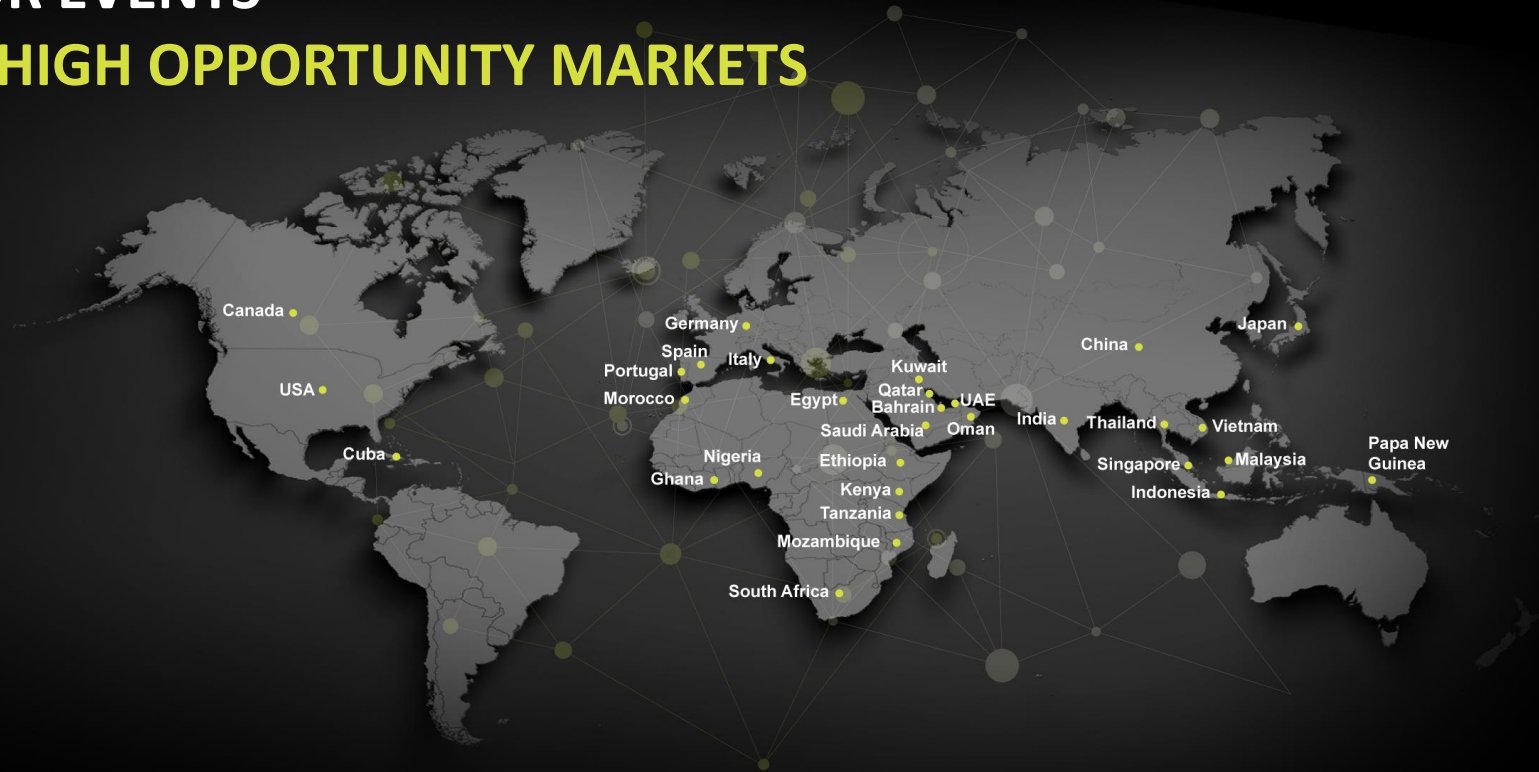 OR EVENTS
HIGH OPPORTUNITY MARKETS
Canada
USA
Cuba
Germany
Spain
Italy
Portugal
Morocco
Egypt
Kuwait
Qatar
Bahrain
UAE
Saudi Arabia
Oman
Nigeria
Ghana
Ethiopia
Kenya
Tanzania
Mozambique
South Africa
India
China
Japan
Thailand
Vietnam
Singapore
Malaysia
Indonesia
Papa New
Guinea